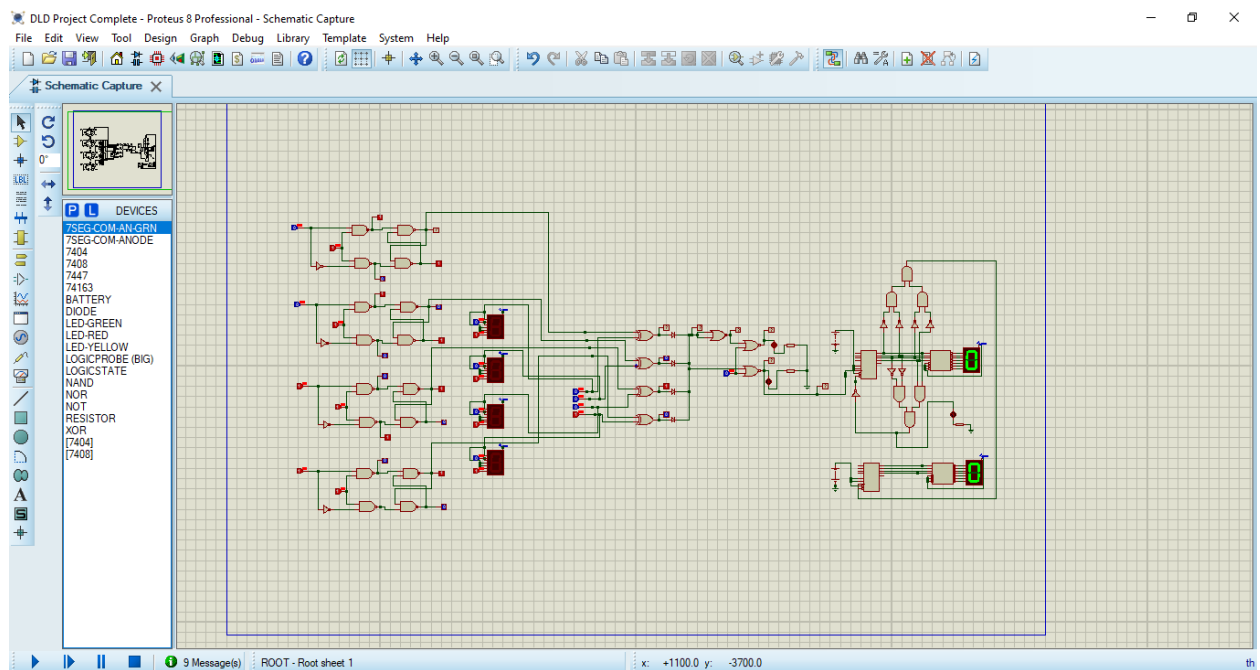 DLD Project Complete - Proteus 8 Professional - Schematic Capture
File Edit View Tool Design Graph Debug Library Template System Help
Schematic Capture
0°
P L DEVICES
7SEG-COM-AN-GRN
7SEG-COM-ANODE
7404
7408
7447
74163
BATTERY
DIODE
LED-GREEN
LED-RED
LED-YELLOW
LOGICPROBE (BIG)
LOGICSTATE
NAND
NOR
NOT
RESISTOR
XOR
[7404]
[7408]
LBL
A
S
0
0
9 Message(s) ROOT - Root sheet 1 x: +1100.0 y: -3700.0 th